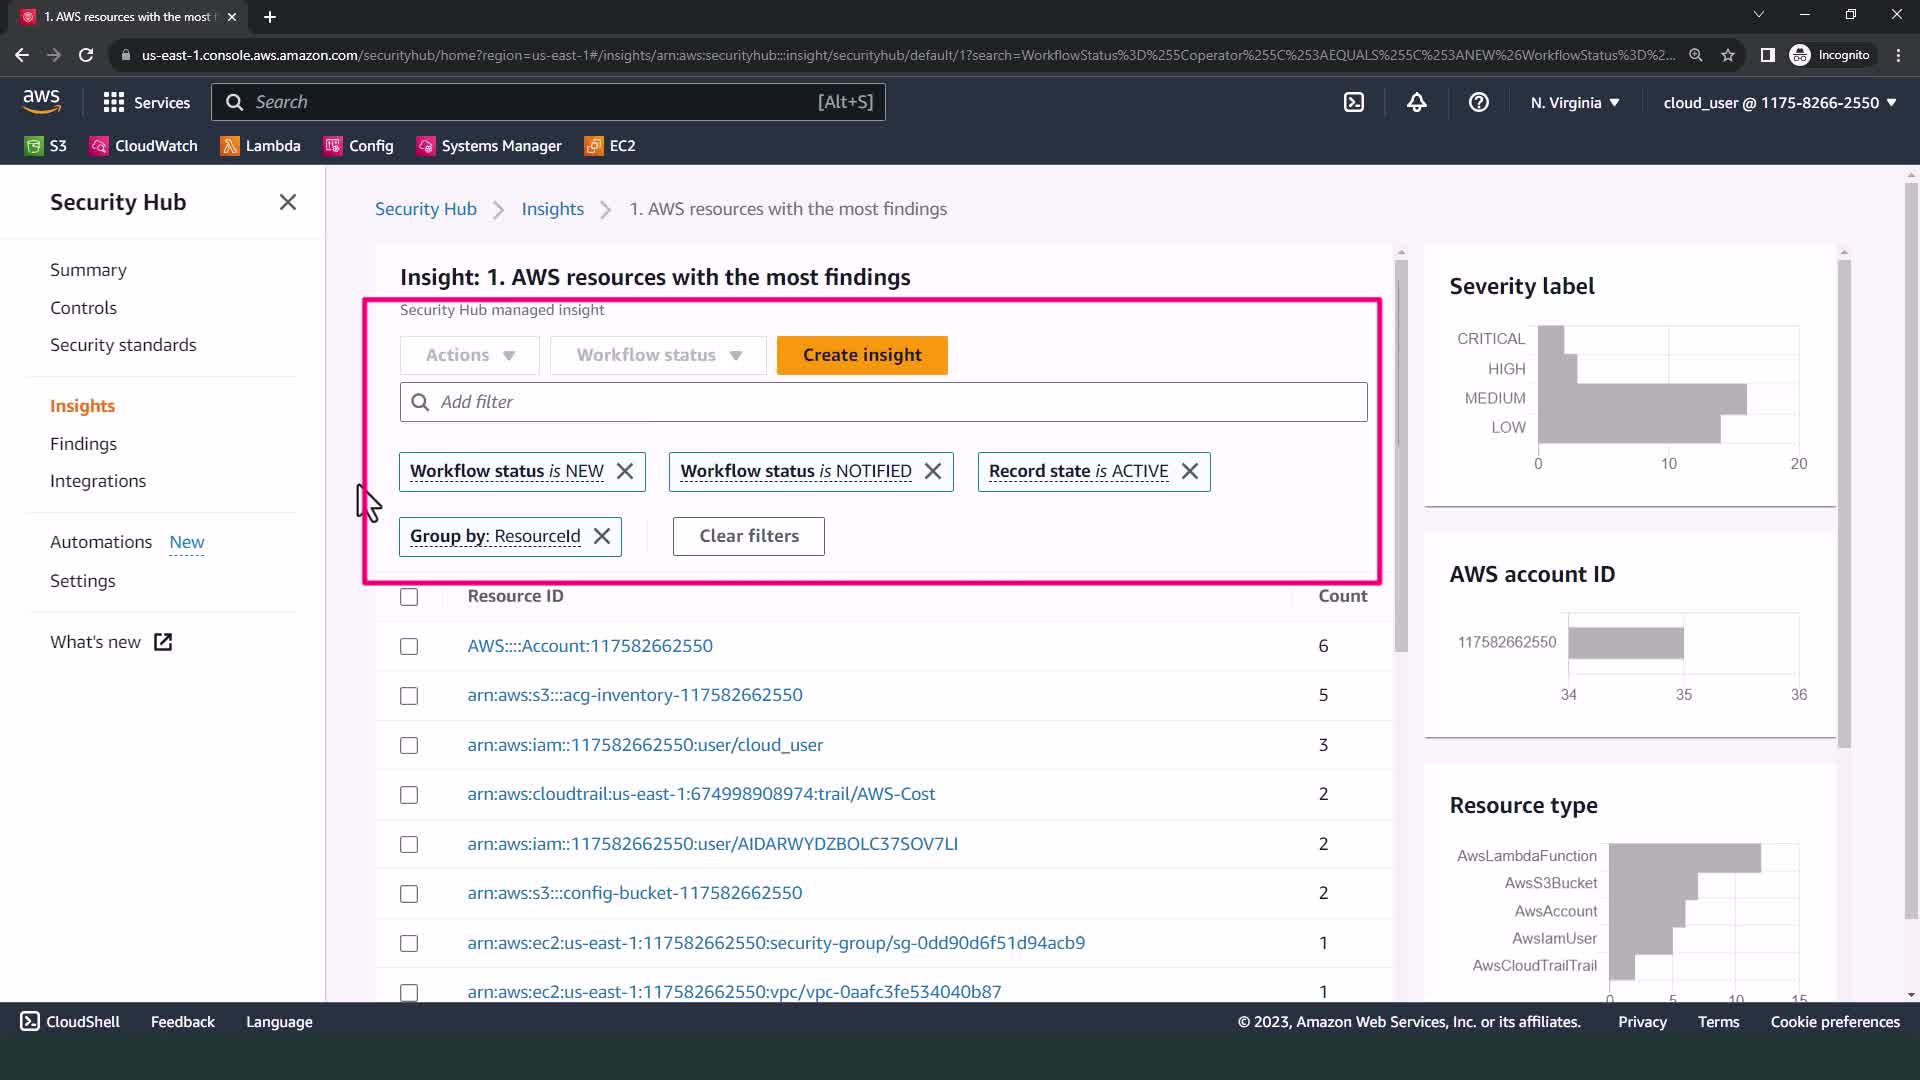 1. AWS resources with the most f
us-east-1.console.aws.amazon.com/securityhub/home?region=us-east-1#/insights/arn:aws:securityhub:::insight/securityhub/default/1?search=WorkflowStatus%3D%255Coperator%255C%253AEQUALS%255C%253ANEW%26WorkflowStatus%3D%2...
Incognito
aws
Services
Search
[Alt+S]
N. Virginia
cloud_user @ 1175-8266-2550
S3
CloudWatch
Lambda
Config
Systems Manager
EC2
Security Hub
Summary
Controls
Security standards
Insights
Findings
Integrations
Automations New
Settings
What's new
Security Hub > Insights > 1. AWS resources with the most findings
Insight: 1. AWS resources with the most findings
Security Hub managed insight
Actions
Workflow status
Create insight
Add filter
Workflow status is NEW
Workflow status is NOTIFIED
Record state is ACTIVE
Group by: ResourceId
Clear filters
Resource ID Count
AWS::::Account:117582662550 6
arn:aws:s3:::acg-inventory-117582662550 5
arn:aws:iam::117582662550:user/cloud_user 3
arn:aws:cloudtrail:us-east-1:674998908974:trail/AWS-Cost 2
arn:aws:iam::117582662550:user/AIDARWYDZBOLC37SOV7LI 2
arn:aws:s3:::config-bucket-117582662550 2
arn:aws:ec2:us-east-1:117582662550:security-group/sg-0dd90d6f51d94acb9 1
arn:aws:ec2:us-east-1:117582662550:vpc/vpc-0aafc3fe534040b87 1
Severity label
CRITICAL
HIGH
MEDIUM
LOW
0 10 20
AWS account ID
117582662550
34 35 36
Resource type
AwsLambdaFunction
AwsS3Bucket
AwsAccount
AwsIamUser
AwsCloudTrailTrail
0 5 10 15
CloudShell
Feedback
Language
© 2023, Amazon Web Services, Inc. or its affiliates.
Privacy
Terms
Cookie preferences